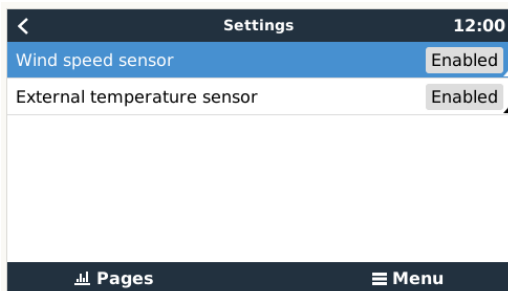 Settings 12:00
Wind speed sensor Enabled
External temperature sensor Enabled
Pages Menu